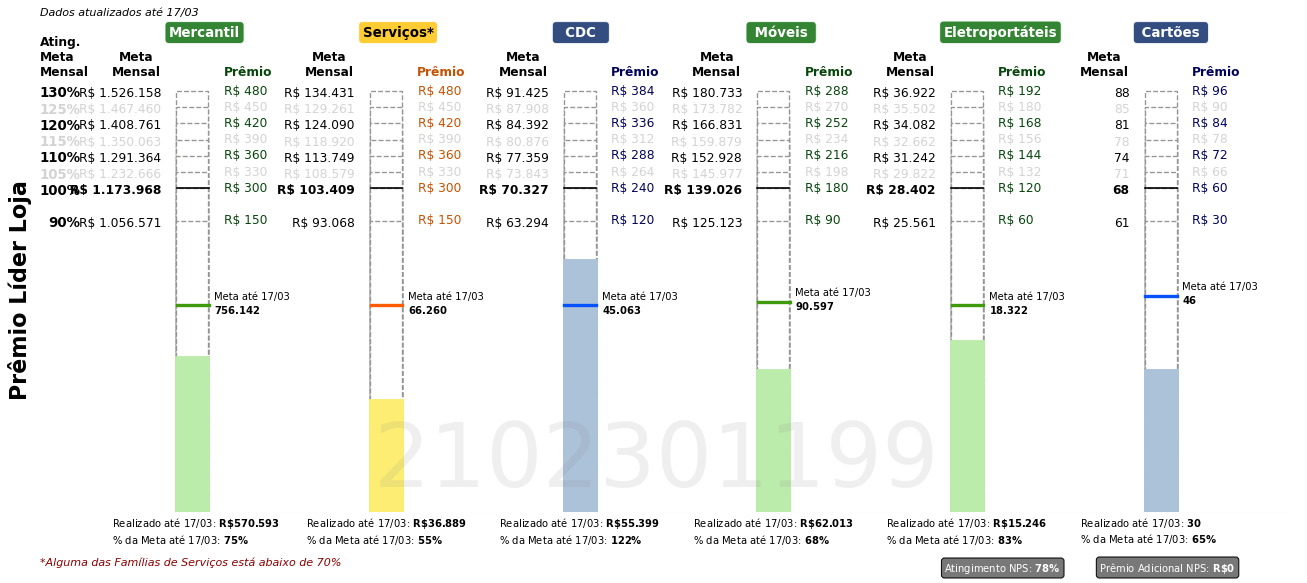 Dados atualizados até 17/03
Mercantil Serviços* CDC Móveis Eletroportáteis Cartões
Ating.
Meta Meta Meta Meta Meta Meta Meta
Mensal Mensal Prêmio Mensal Prêmio Mensal Prêmio Mensal Prêmio Mensal Prêmio Mensal Prêmio
130% R$ 1.526.158 R$ 480 R$ 134.431 R$ 480 R$ 91.425 R$ 384 R$ 180.733 R$ 288 R$ 36.922 R$ 192 88 R$ 96
125% R$ 1.467.460 R$ 450 R$ 129.261 R$ 450 R$ 87.908 R$ 360 R$ 173.782 R$ 270 R$ 35.502 R$ 180 85 R$ 90
120% R$ 1.408.761 R$ 420 R$ 124.090 R$ 420 R$ 84.392 R$ 336 R$ 166.831 R$ 252 R$ 34.082 R$ 168 81 R$ 84
115% R$ 1.350.063 R$ 390 R$ 118.920 R$ 390 R$ 80.876 R$ 312 R$ 159.879 R$ 234 R$ 32.662 R$ 156 78 R$ 78
110% R$ 1.291.364 R$ 360 R$ 113.749 R$ 360 R$ 77.359 R$ 288 R$ 152.928 R$ 216 R$ 31.242 R$ 144 74 R$ 72
105% R$ 1.232.666 R$ 330 R$ 108.579 R$ 330 R$ 73.843 R$ 264 R$ 145.977 R$ 198 R$ 29.822 R$ 132 71 R$ 66
100% R$ 1.173.968 R$ 300 R$ 103.409 R$ 300 R$ 70.327 R$ 240 R$ 139.026 R$ 180 R$ 28.402 R$ 120 68 R$ 60
90% R$ 1.056.571 R$ 150 R$ 93.068 R$ 150 R$ 63.294 R$ 120 R$ 125.123 R$ 90 R$ 25.561 R$ 60 61 R$ 30
Prêmio Líder Loja
Meta até 17/03 Meta até 17/03 Meta até 17/03 Meta até 17/03 Meta até 17/03 Meta até 17/03
756.142 66.260 45.063 90.597 18.322 46
2102301199
Realizado até 17/03: R$570.593 Realizado até 17/03: R$36.889 Realizado até 17/03: R$55.399 Realizado até 17/03: R$62.013 Realizado até 17/03: R$15.246 Realizado até 17/03: 30
% da Meta até 17/03: 75% % da Meta até 17/03: 55% % da Meta até 17/03: 122% % da Meta até 17/03: 68% % da Meta até 17/03: 83% % da Meta até 17/03: 65%
*Alguma das Famílias de Serviços está abaixo de 70% Atingimento NPS: 78% Prêmio Adicional NPS: R$0